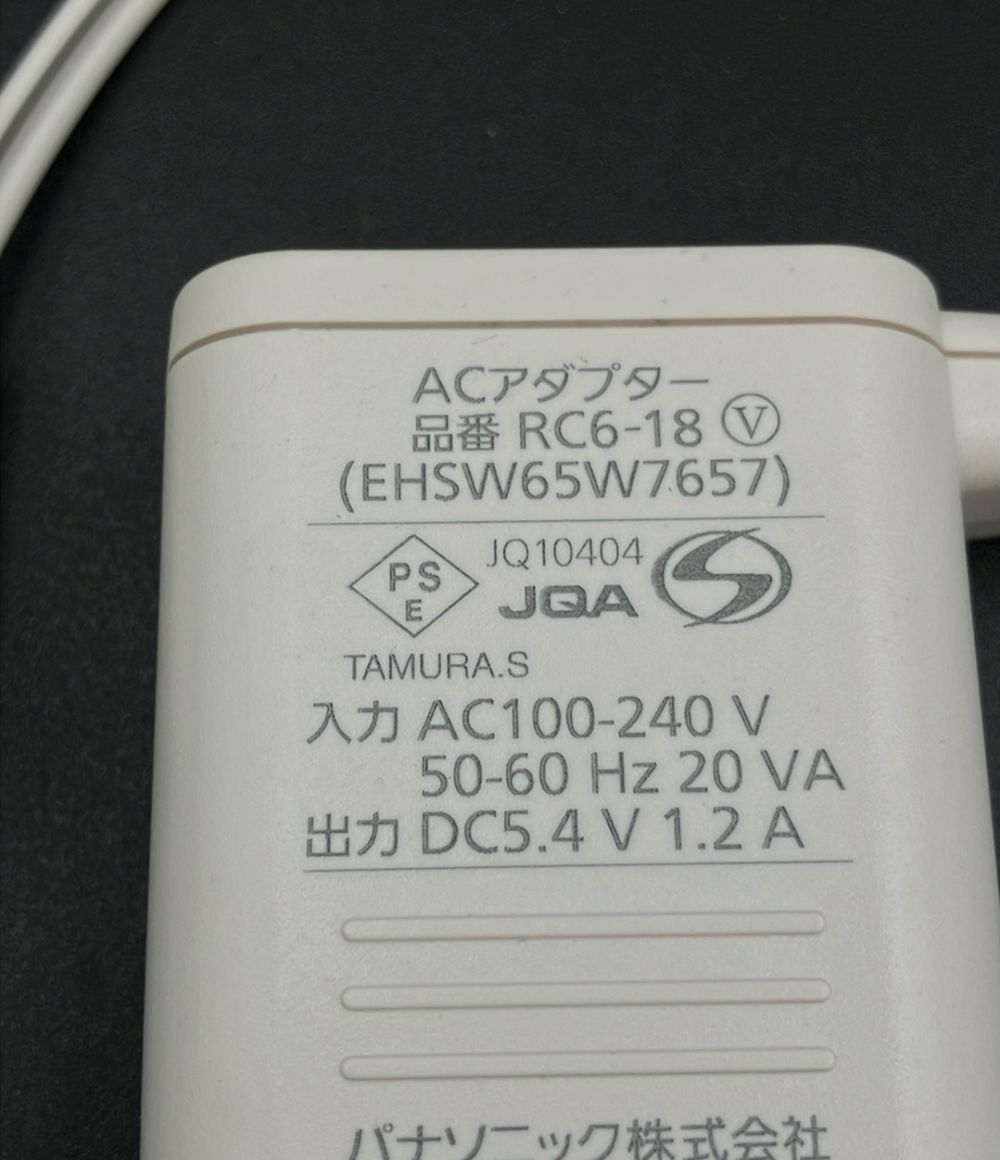 ACアダプター
品番 RC6-18 Ⓥ
(EHSW65W7657)
PS
E
JQ10404
JQA
TAMURA.S
入力 AC100-240 V
50-60 Hz 20 VA
出力 DC5.4 V 1.2 A
パナソニック株式会社